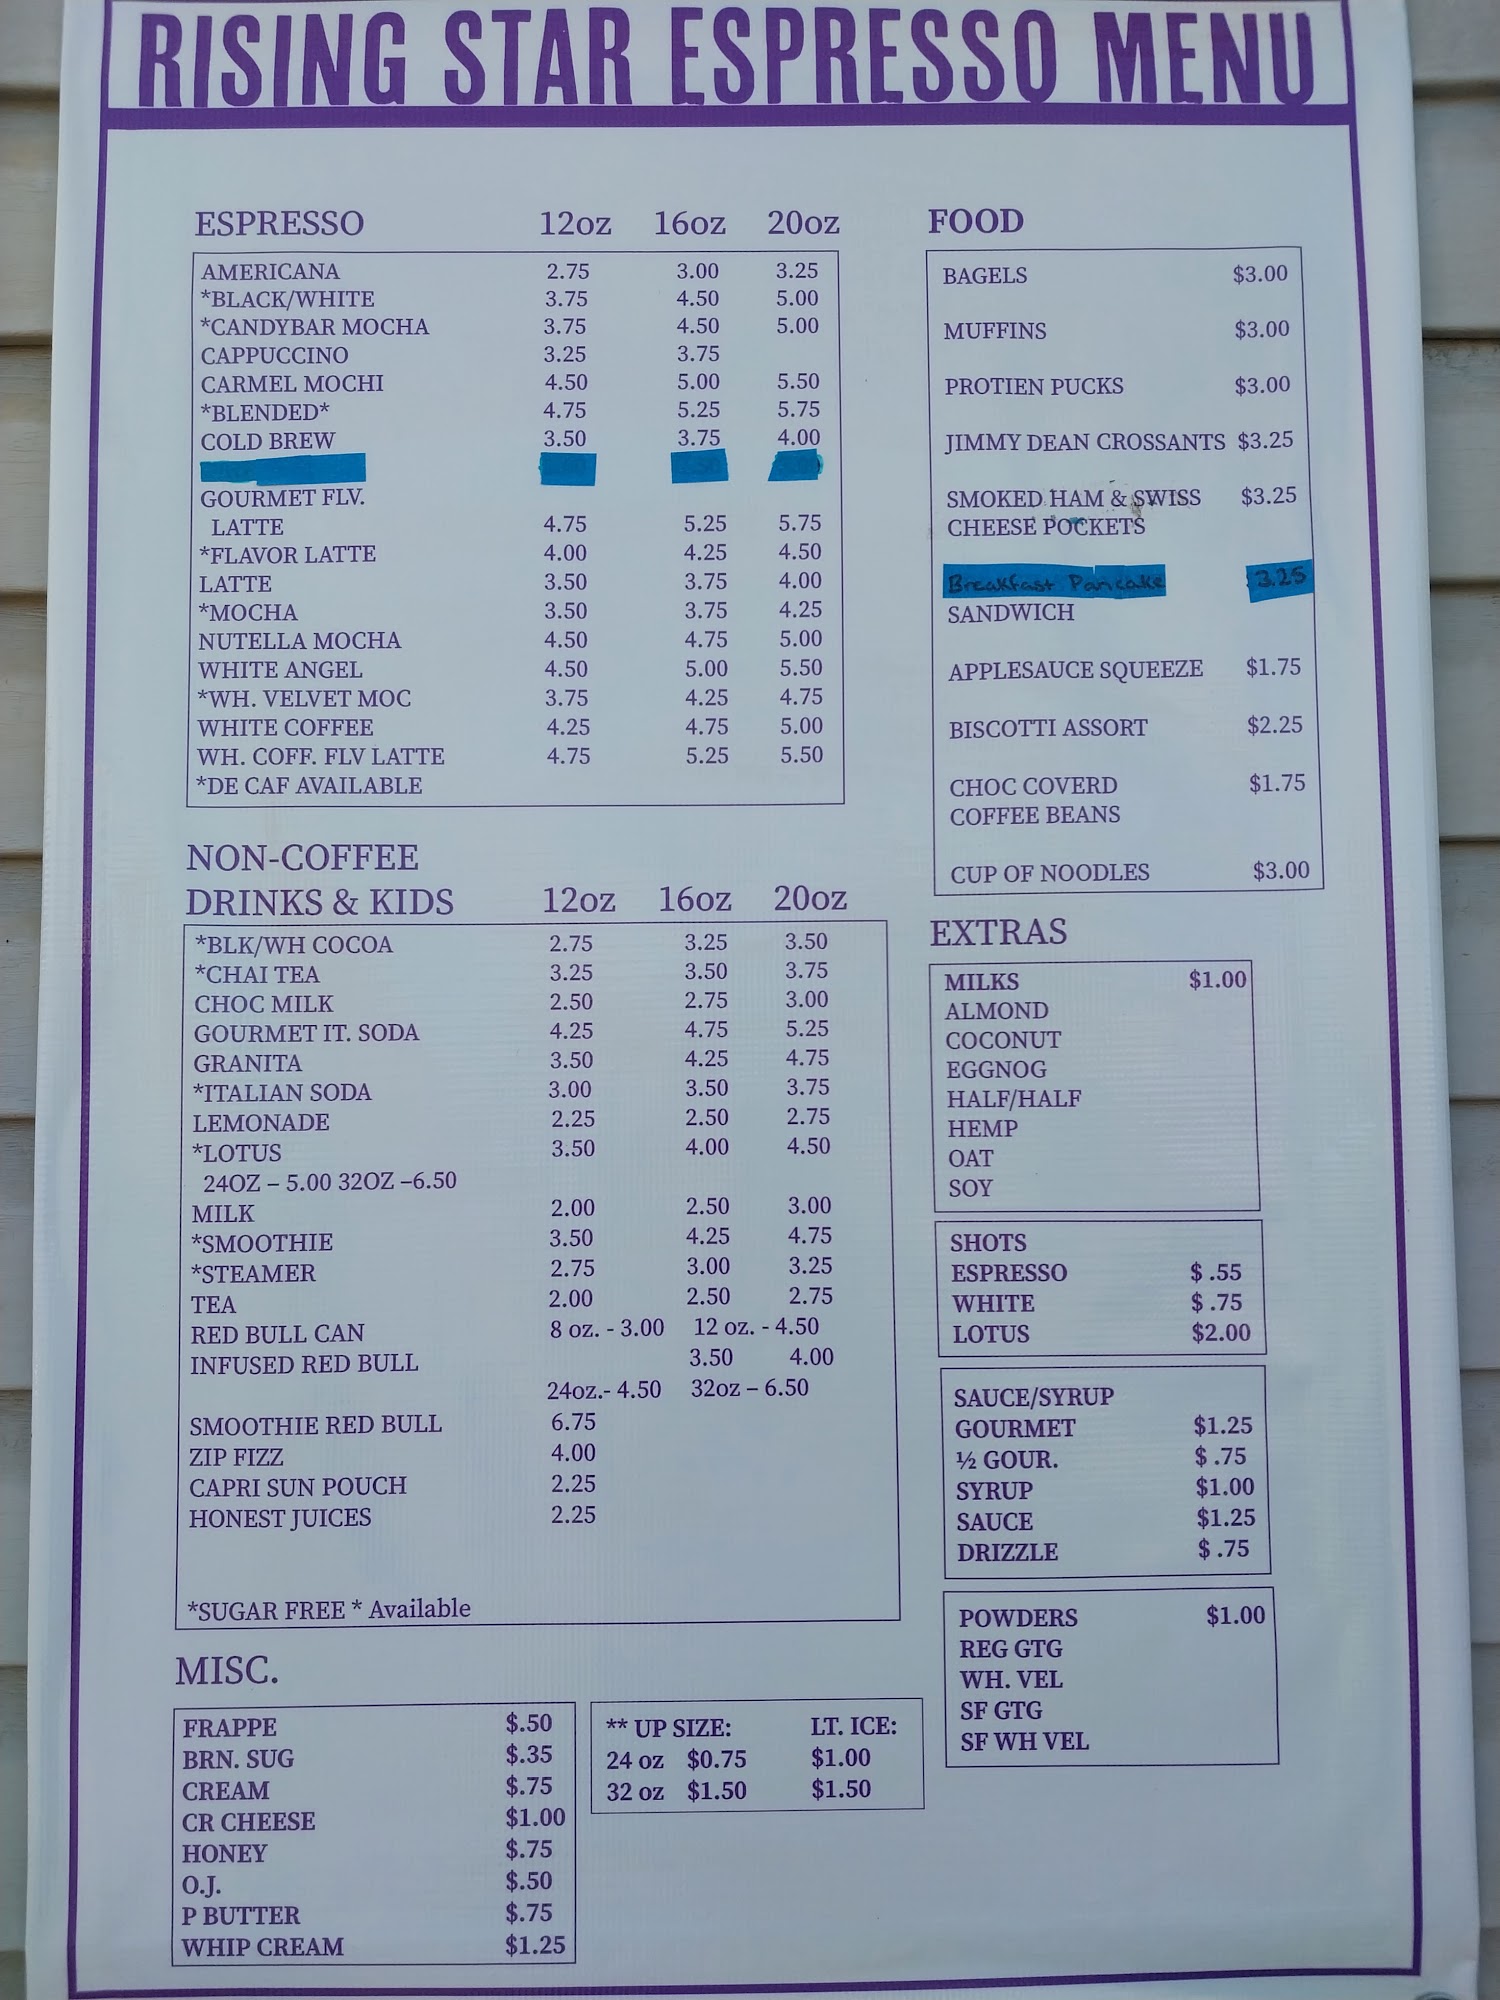 RISING STAR ESPRESSO MENU
ESPRESSO 12oz 16oz 20oz
AMERICANA 2.75 3.00 3.25
*BLACK/WHITE 3.75 4.50 5.00
*CANDYBAR MOCHA 3.75 4.50 5.00
CAPPUCCINO 3.25 3.75
CARMEL MOCHI 4.50 5.00 5.50
*BLENDED* 4.75 5.25 5.75
COLD BREW 3.50 3.75 4.00
GOURMET FLV.
LATTE 4.75 5.25 5.75
*FLAVOR LATTE 4.00 4.25 4.50
LATTE 3.50 3.75 4.00
*MOCHA 3.50 3.75 4.25
NUTELLA MOCHA 4.50 4.75 5.00
WHITE ANGEL 4.50 5.00 5.50
*WH. VELVET MOC 3.75 4.25 4.75
WHITE COFFEE 4.25 4.75 5.00
WH. COFF. FLV LATTE 4.75 5.25 5.50
*DE CAF AVAILABLE
NON-COFFEE
DRINKS & KIDS 12oz 16oz 20oz
*BLK/WH COCOA 2.75 3.25 3.50
*CHAI TEA 3.25 3.50 3.75
CHOC MILK 2.50 2.75 3.00
GOURMET IT. SODA 4.25 4.75 5.25
GRANITA 3.50 4.25 4.75
*ITALIAN SODA 3.00 3.50 3.75
LEMONADE 2.25 2.50 2.75
*LOTUS 3.50 4.00 4.50
24OZ – 5.00 32OZ –6.50
MILK 2.00 2.50 3.00
*SMOOTHIE 3.50 4.25 4.75
*STEAMER 2.75 3.00 3.25
TEA 2.00 2.50 2.75
RED BULL CAN 8 oz. - 3.00 12 oz. - 4.50
INFUSED RED BULL 3.50 4.00
24oz.- 4.50 32oz – 6.50
SMOOTHIE RED BULL 6.75
ZIP FIZZ 4.00
CAPRI SUN POUCH 2.25
HONEST JUICES 2.25
*SUGAR FREE * Available
MISC.
FRAPPE $.50
BRN. SUG $.35
CREAM $.75
CR CHEESE $1.00
HONEY $.75
O.J. $.50
P BUTTER $.75
WHIP CREAM $1.25
** UP SIZE: LT. ICE:
24 oz $0.75 $1.00
32 oz $1.50 $1.50
FOOD
BAGELS $3.00
MUFFINS $3.00
PROTIEN PUCKS $3.00
JIMMY DEAN CROSSANTS $3.25
SMOKED HAM & SWISS $3.25
CHEESE POCKETS
Breakfast Pancake 3.25
SANDWICH
APPLESAUCE SQUEEZE $1.75
BISCOTTI ASSORT $2.25
CHOC COVERD $1.75
COFFEE BEANS
CUP OF NOODLES $3.00
EXTRAS
MILKS $1.00
ALMOND
COCONUT
EGGNOG
HALF/HALF
HEMP
OAT
SOY
SHOTS
ESPRESSO $ .55
WHITE $ .75
LOTUS $2.00
SAUCE/SYRUP
GOURMET $1.25
½ GOUR. $ .75
SYRUP $1.00
SAUCE $1.25
DRIZZLE $ .75
POWDERS $1.00
REG GTG
WH. VEL
SF GTG
SF WH VEL